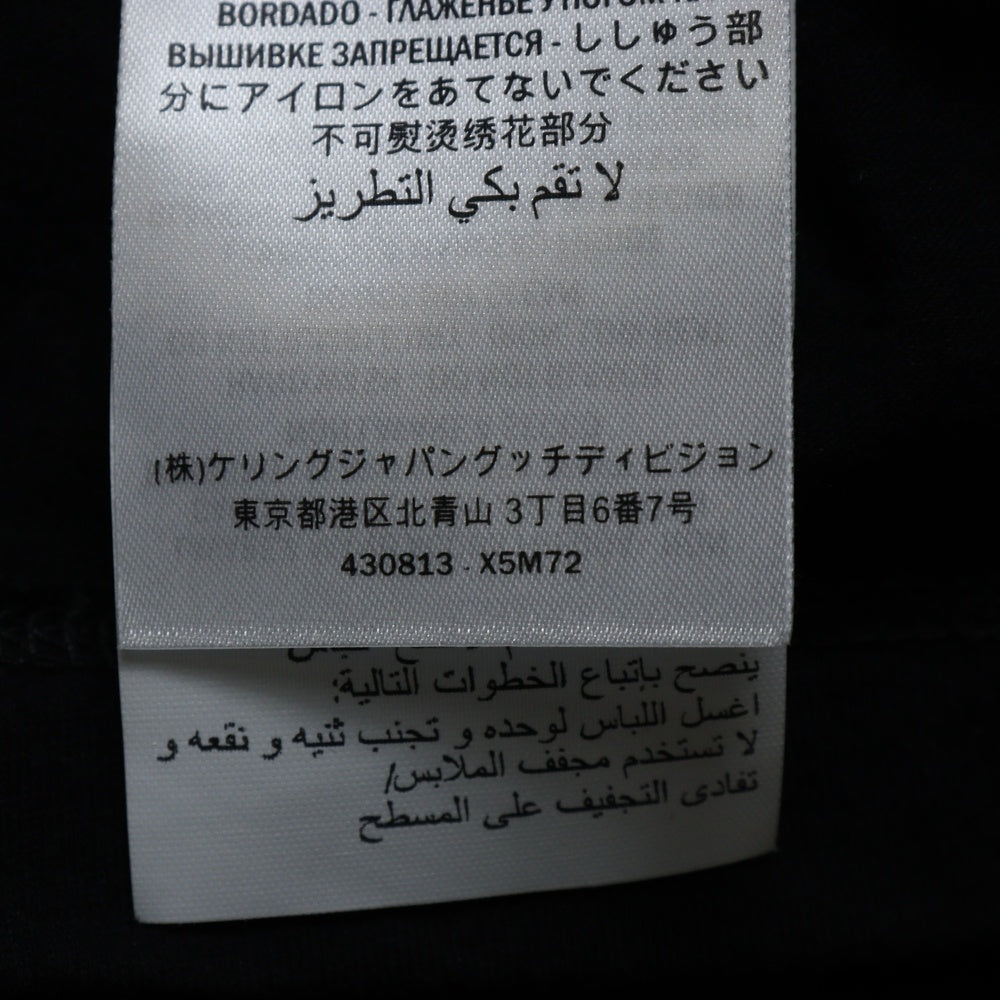 BORDADO - ГЛАЖЕНЬЕ УТЮГОМ
ВЫШИВКЕ ЗАПРЕЩАЕТСЯ - ししゅう部
分にアイロンをあてないでください
不可熨烫绣花部分
لا تقم بكي التطريز
(株)ケリングジャパングッチディビジョン
東京都港区北青山 3丁目6番7号
430813 - X5M72
ينصح بإتباع الخطوات التالية:
اغسل اللباس لوحده و تجنب ثنيه و نقعه و
لا تستخدم مجفف الملابس/
تفادى التجفيف على المسطح